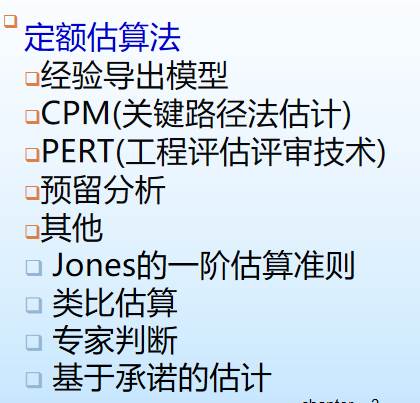 定额估算法
经验导出模型
CPM(关键路径法估计)
PERT(工程评估评审技术)
预留分析
其他
Jones的一阶估算准则
类比估算
专家判断
基于承诺的估计